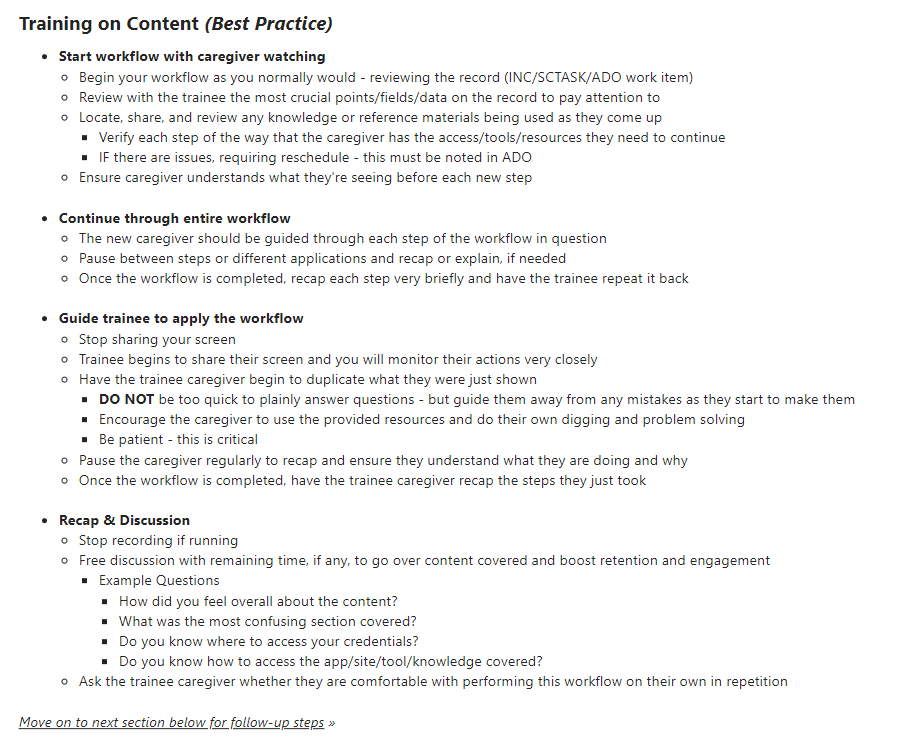 Training on Content (Best Practice)
Start workflow with caregiver watching
Begin your workflow as you normally would - reviewing the record (INC/SCTASK/ADO work item)
Review with the trainee the most crucial points/fields/data on the record to pay attention to
Locate, share, and review any knowledge or reference materials being used as they come up
Verify each step of the way that the caregiver has the access/tools/resources they need to continue
IF there are issues, requiring reschedule - this must be noted in ADO
Ensure caregiver understands what they're seeing before each new step
Continue through entire workflow
The new caregiver should be guided through each step of the workflow in question
Pause between steps or different applications and recap or explain, if needed
Once the workflow is completed, recap each step very briefly and have the trainee repeat it back
Guide trainee to apply the workflow
Stop sharing your screen
Trainee begins to share their screen and you will monitor their actions very closely
Have the trainee caregiver begin to duplicate what they were just shown
DO NOT be too quick to plainly answer questions - but guide them away from any mistakes as they start to make them
Encourage the caregiver to use the provided resources and do their own digging and problem solving
Be patient - this is critical
Pause the caregiver regularly to recap and ensure they understand what they are doing and why
Once the workflow is completed, have the trainee caregiver recap the steps they just took
Recap & Discussion
Stop recording if running
Free discussion with remaining time, if any, to go over content covered and boost retention and engagement
Example Questions
How did you feel overall about the content?
What was the most confusing section covered?
Do you know where to access your credentials?
Do you know how to access the app/site/tool/knowledge covered?
Ask the trainee caregiver whether they are comfortable with performing this workflow on their own in repetition
Move on to next section below for follow-up steps »